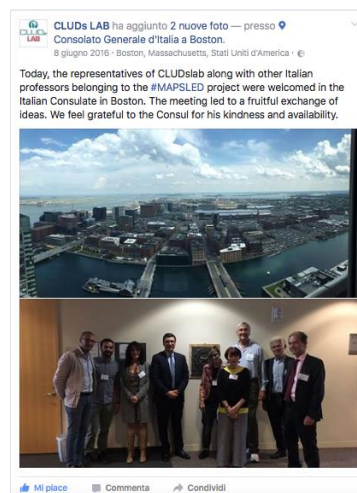 CLUDs LAB ha aggiunto 2 nuove foto — presso
Consolato Generale d'Italia a Boston.
8 giugno 2016 · Boston, Massachusetts, Stati Uniti d'America ·
Today, the representatives of CLUDslab along with other Italian
professors belonging to the #MAPSLED project were welcomed in the
Italian Consulate in Boston. The meeting led to a fruitful exchange of
ideas. We feel grateful to the Consul for his kindness and availability.
Mi piace Commenta Condividi